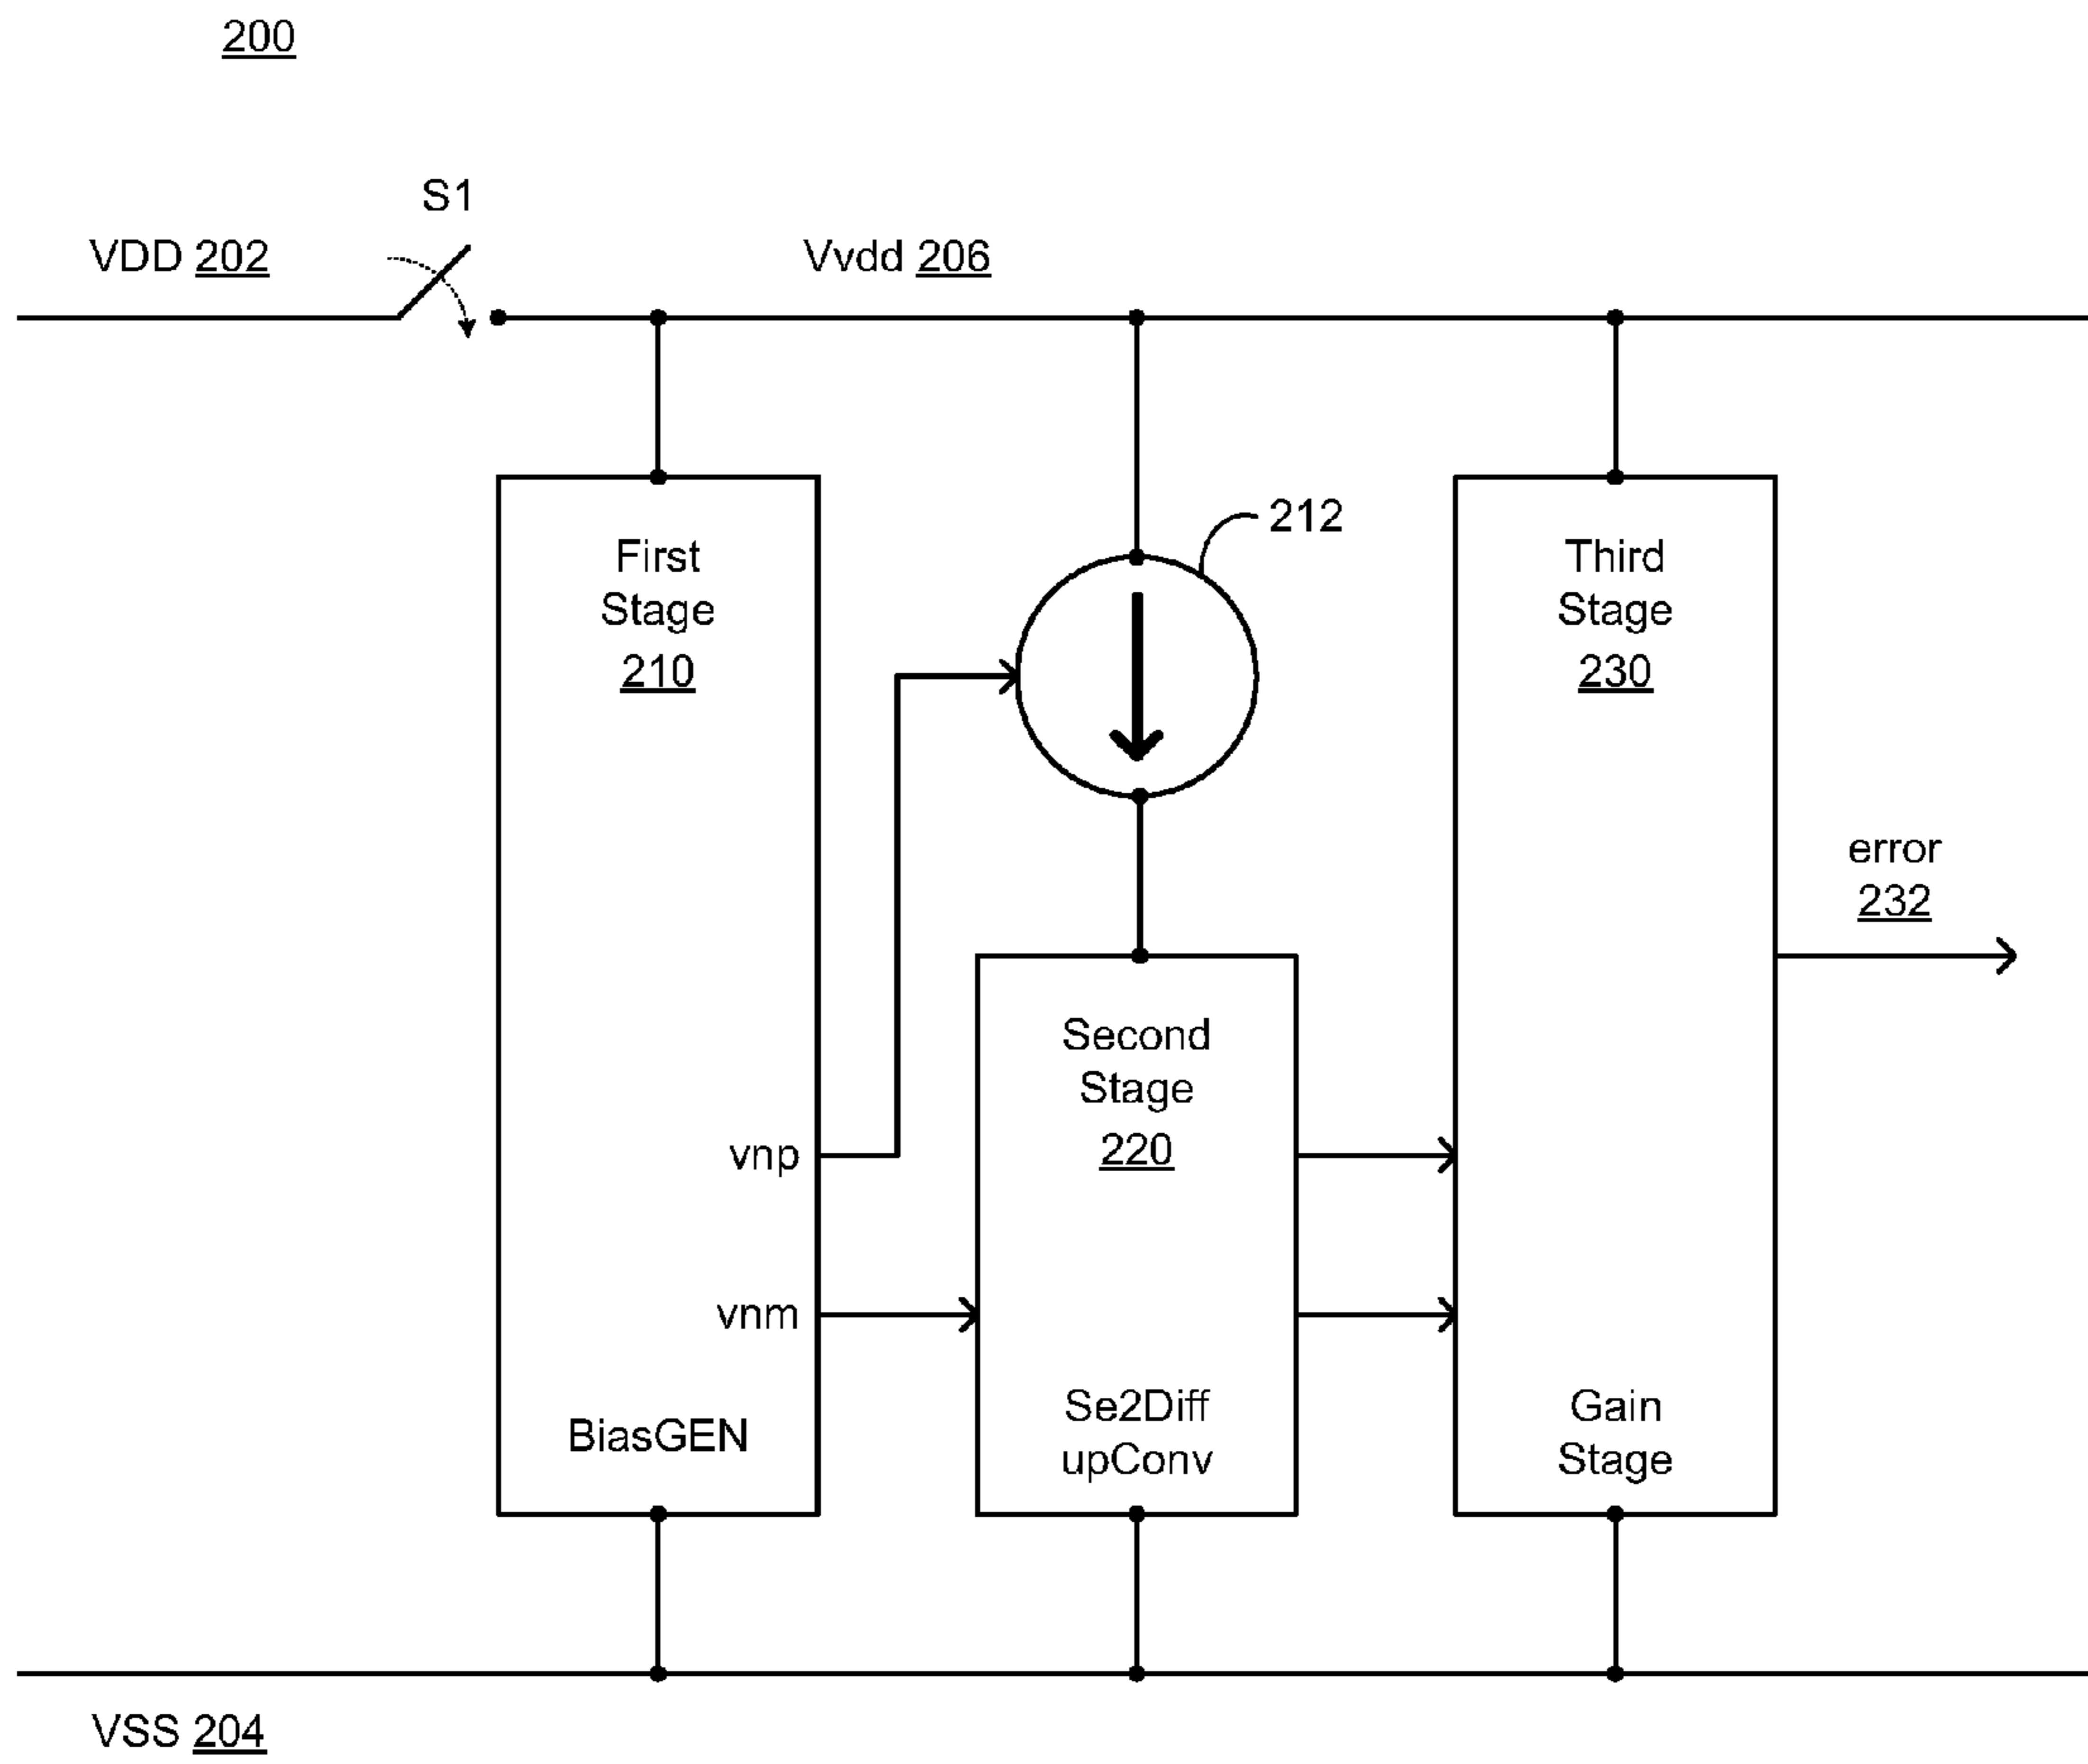 200
S1
VDD 202
Vvdd 206
212
First
Stage
210
Third
Stage
230
error
232
Second
Stage
220
vnp
vnm
BiasGEN
Se2Diff
upConv
Gain
Stage
VSS 204